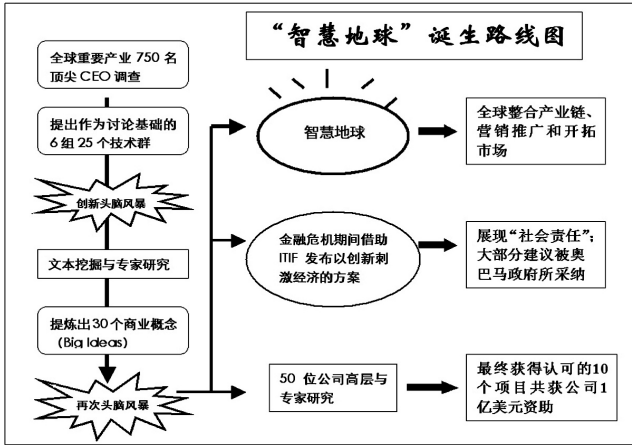 “智慧地球”诞生路线图
全球重要产业 750 名
顶尖 CEO 调查
提出作为讨论基础的
6 组 25 个技术群
创新头脑风暴
文本挖掘与专家研究
提炼出30个商业概念
(Big Ideas)
再次头脑风暴
智慧地球
全球整合产业链、
营销推广和开拓
市场
金融危机期间借助
ITIF 发布以创新刺
激经济的方案
展现“社会责任”；
大部分建议被奥
巴马政府所采纳
50 位公司高层与
专家研究
最终获得认可的10
个项目共获公司1
亿美元资助